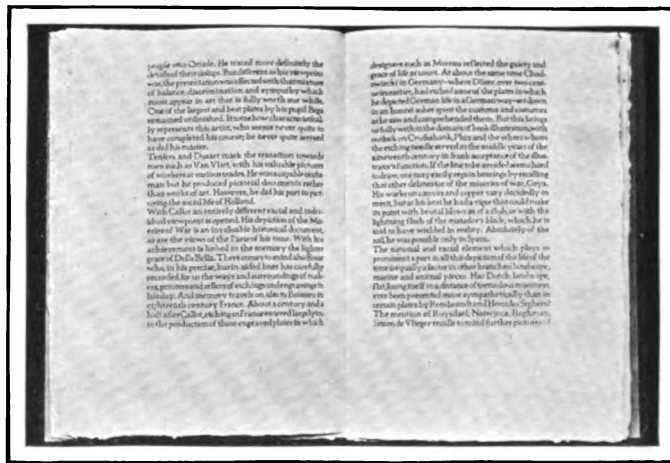 people as a Ostade. He traced more definitely the
details of their doings. But different as his viewpoint
was, the presentation was effected with that mixture
of balance, discrimination and sympathy which
must appear in art that is fully worth our while.
One of the largest and best plates by his pupil Bega
remained unfinished. It somehow characteristical-
ly represents this artist, who seems never quite to
have completed his course; he never quite arrived
as did his master.
Teniers and Dusart mark the transition towards
men such as Van Vliet, with his valuable pictures
of workers at various trades. He was a capable crafts-
man but he produced pictorial documents rather
than works of art. However, he did his part in pic-
turing the social life of Holland.
With Callot an entirely different racial and indiv-
idual viewpoint is opened. His depiction of the Mis-
eries of War is an invaluable historical document,
as are the views of the Paris of his time. With his
achievement is linked in the memory the lighter
grace of Della Bella. There comes to mind also Bosse
who, in his precise, burin-aided liner has carefully
recorded for us the ways and surroundings of mak-
ers, printers and sellers of etchings and engravings in
his day. And memory travels on also to Boissieu in
eighteenth century France. About a century and a
half after Callot, etching in France entered largely in-
to the production of those engraved plates in which
designers such as Moreau reflected the gaiety and
grace of life at court. At about the same time Chod-
owiecki in Germany—where Dürer, over two cent-
uries earlier, had etched some of the plates in which
he depicted German life in a German way—set down
in an honest sober spirit the customs and costumes
as he saw and comprehended them. But this brings
us fully within the domain of book illustration, with
outlook on Cruikshank, Phiz and the others whom
the etching needle served in the middle years of the
nineteenth century in frank acceptance of the illus-
trator's function. If the line to be avoided seems hard
to draw, one may easily regain bearings by recalling
that other delineator of the miseries of war, Goya.
His works on canvas and copper vary decidedly in
merit, but at his best he had a vigor that could make
its point with brutal blows as of a club, or with the
lightning flash of the matador's blade, which he is
said to have wielded in reality. Absolutely of the
soil, he was possible only in Spain.
The national and racial element which plays so
prominent a part in all this depiction of the life of the
time is equally a factor in other branches: landscape,
marine and animal pieces. Has Dutch landscape,
flat, losing itself in a distance of tremulous mistiness,
ever been presented more sympathetically than in
certain plates by Rembrandt and Hercules Seghers?
The mention of Ruysdael, Naiwjncx, Roghman,
Simon de Vlieger recalls to mind further pictures of